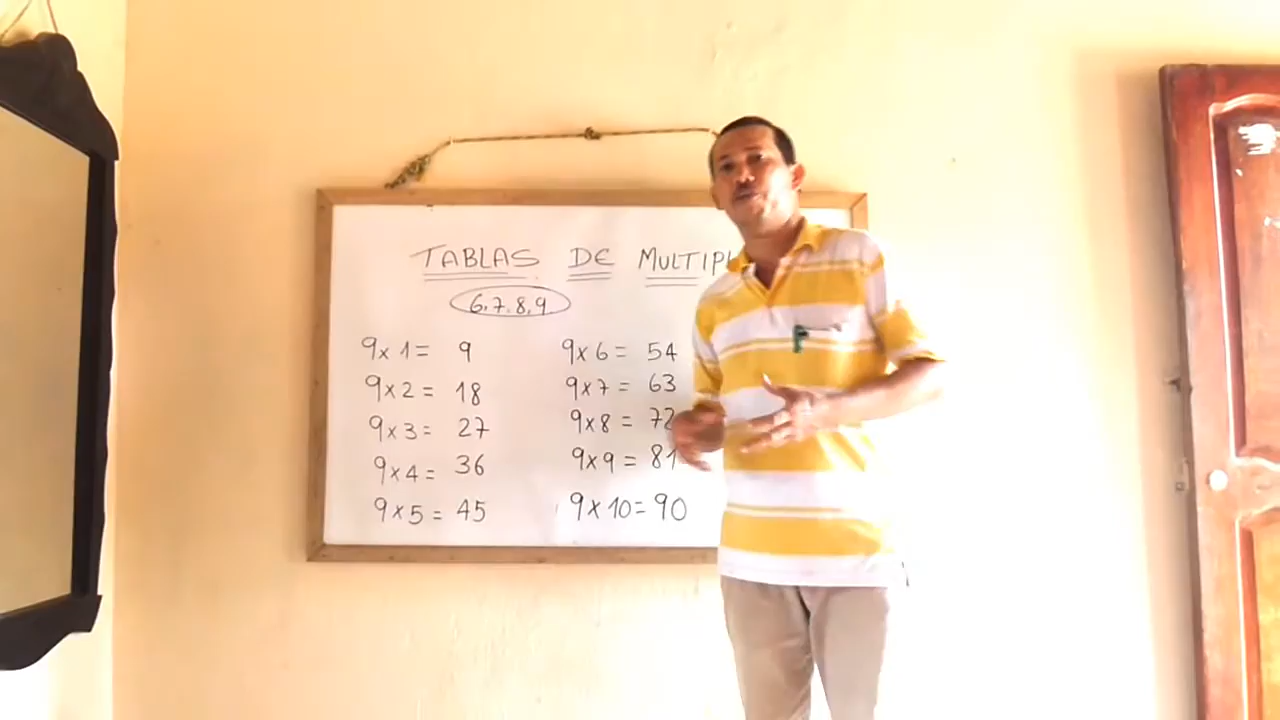 TABLAS DE MULTIPL
6,7,8,9
9x1= 9
9x2= 18
9x3= 27
9x4= 36
9x5= 45
9x6= 54
9x7= 63
9x8= 72
9x9= 81
9x10=90